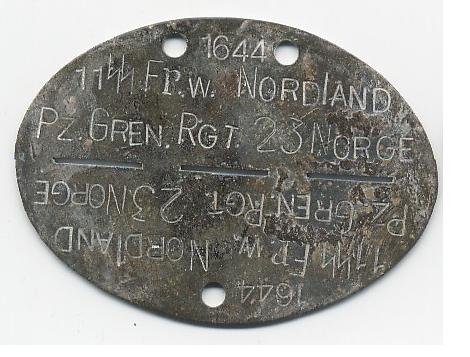 1644
11 ᛋᛋ Fr.w. NORDLAND
PZ. GREN. RGT. 23 NORGE
PZ. GREN. RGT. 23 NORGE
11 ᛋᛋ Fr.w. NORDLAND
1644